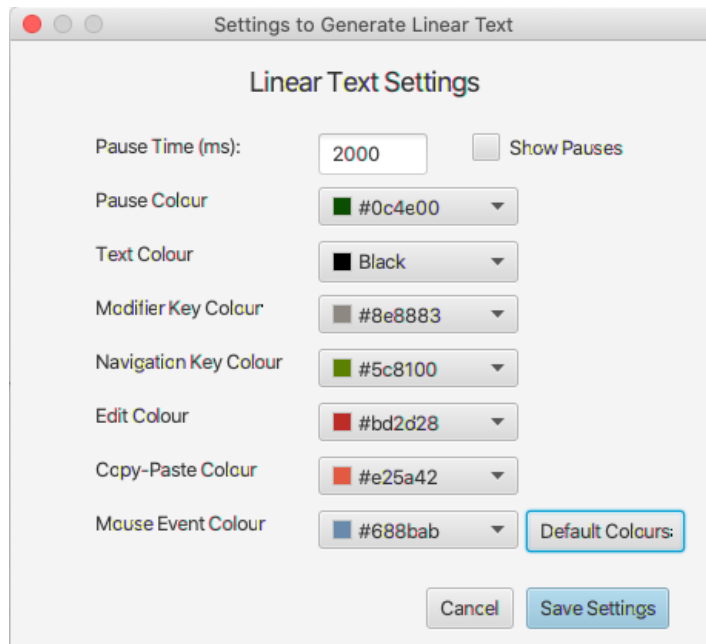 Settings to Generate Linear Text
Linear Text Settings
Pause Time (ms): 2000 Show Pauses
Pause Colour #0c4e00
Text Colour Black
Modifier Key Colour #8e8883
Navigation Key Colour #5c8100
Edit Colour #bd2d28
Copy-Paste Colour #e25a42
Mouse Event Colour #688bab Default Colours
Cancel Save Settings